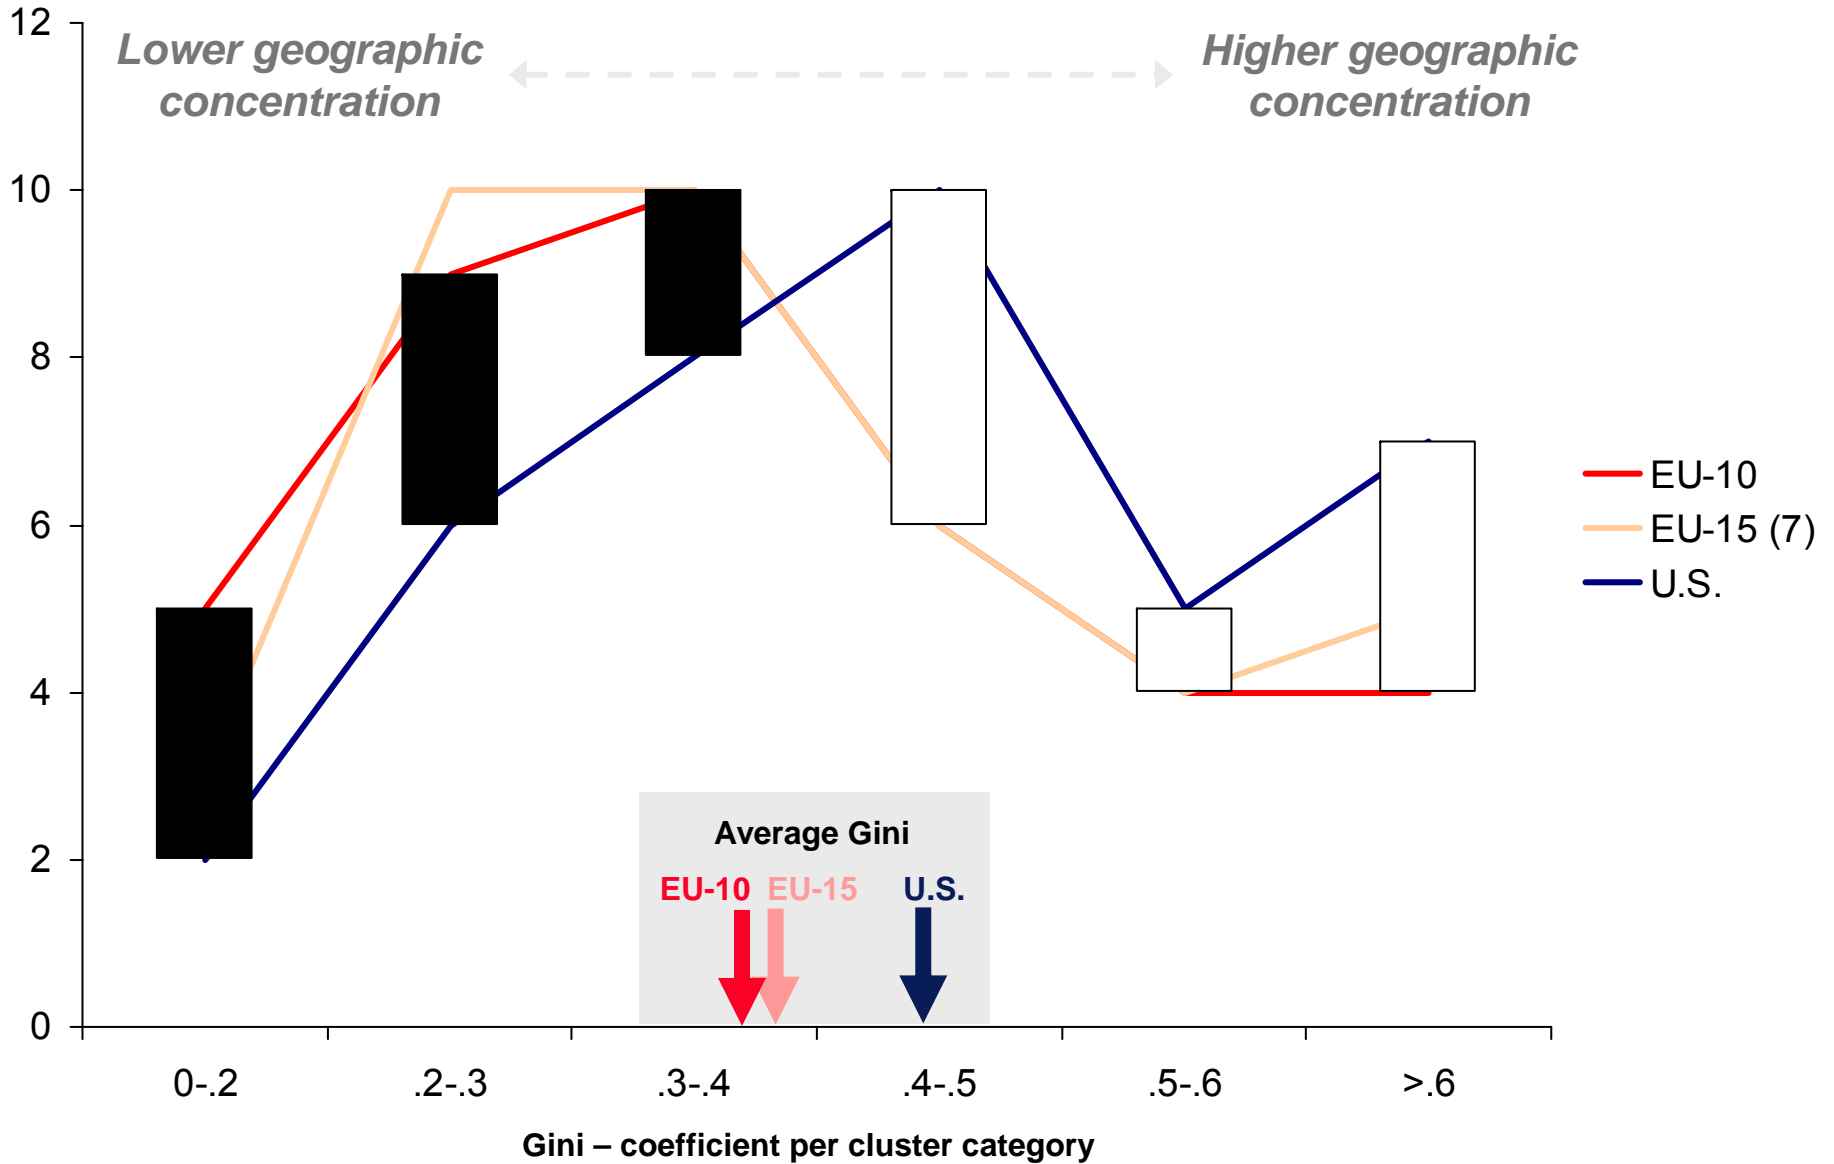 12
10
8
6
4
2
0
Lower geographic
concentration
Higher geographic
concentration
EU-10
EU-15 (7)
U.S.
Average Gini
EU-10 EU-15 U.S.
0-.2 .2-.3 .3-.4 .4-.5 .5-.6 >.6
Gini – coefficient per cluster category